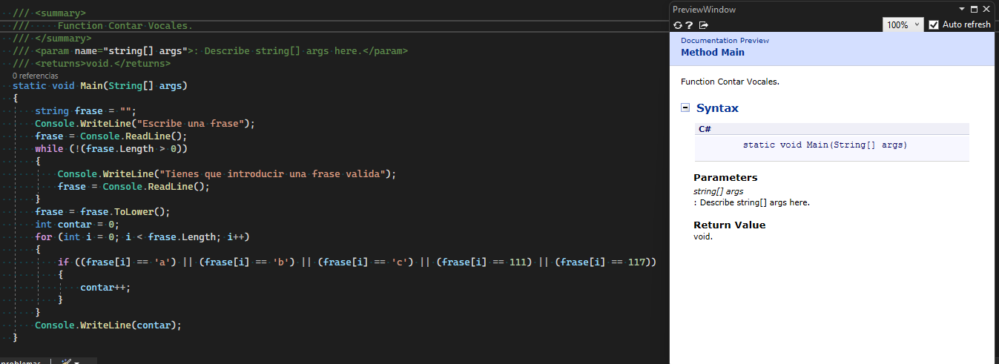 /// <summary>
///     Function Contar Vocales.
/// </summary>
/// <param name="string[] args">: Describe string[] args here.</param>
/// <returns>void.</returns>
0 referencias
static void Main(String[] args)
{
    string frase = "";
    Console.WriteLine("Escribe una frase");
    frase = Console.ReadLine();
    while (!(frase.Length > 0))
    {
        Console.WriteLine("Tienes que introducir una frase valida");
        frase = Console.ReadLine();
    }
    frase = frase.ToLower();
    int contar = 0;
    for (int i = 0; i < frase.Length; i++)
    {
        if ((frase[i] == 'a') || (frase[i] == 'b') || (frase[i] == 'c') || (frase[i] == 111) || (frase[i] == 117))
        {
            contar++;
        }
    }
    Console.WriteLine(contar);
}
problemas
PreviewWindow
100%
Auto refresh
Documentation Preview
Method Main
Function Contar Vocales.
Syntax
C#
static void Main(String[] args)
Parameters
string[] args
: Describe string[] args here.
Return Value
void.